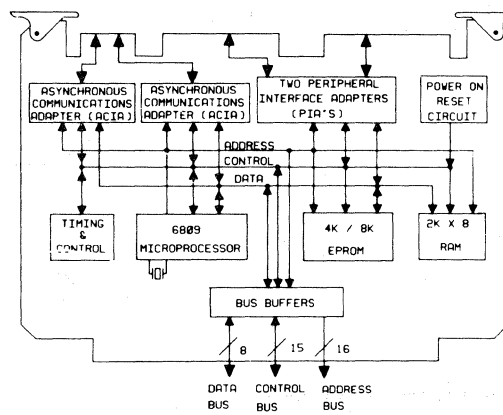 ASYNCHRONOUS
COMMUNICATIONS
ADAPTER (ACIA)
ASYNCHRONOUS
COMMUNICATIONS
ADAPTER (ACIA)
TWO PERIPHERAL
INTERFACE ADAPTERS
(PIA'S)
POWER ON
RESET
CIRCUIT
ADDRESS
CONTROL
DATA
TIMING
&
CONTROL
6809
MICROPROCESSOR
4K / 8K
EPROM
2K X 8
RAM
BUS BUFFERS
8
15
16
DATA
BUS
CONTROL
BUS
ADDRESS
BUS